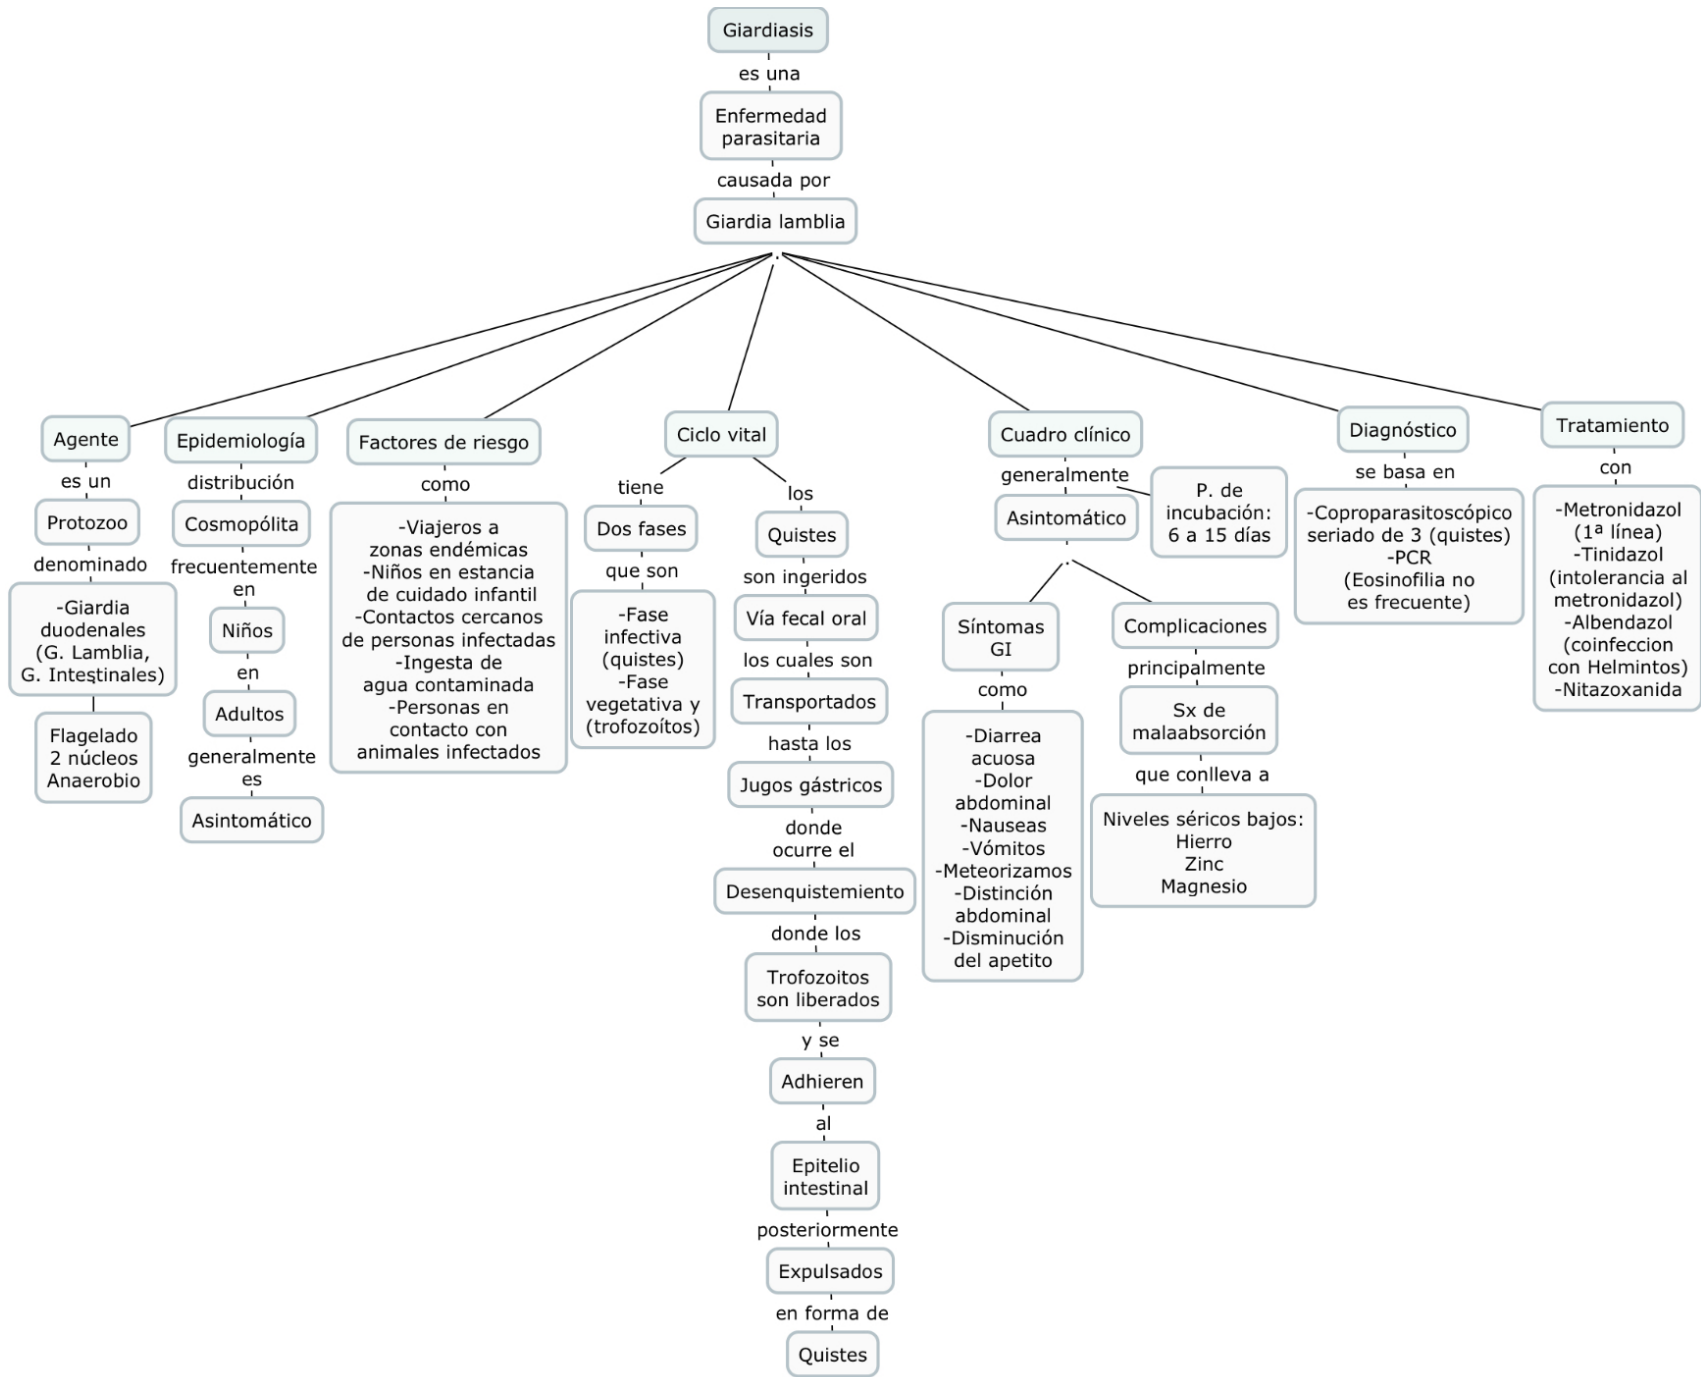 Giardiasis
es una
Enfermedad
parasitaria
causada por
Giardia lamblia
.
Agente
es un
Protozoo
denominado
-Giardia
duodenales
(G. Lamblia,
G. Intestinales)
Flagelado
2 núcleos
Anaerobio
Epidemiología
distribución
Cosmopólita
frecuentemente
en
Niños
en
Adultos
generalmente
es
Asintomático
Factores de riesgo
como
-Viajeros a
zonas endémicas
-Niños en estancia
de cuidado infantil
-Contactos cercanos
de personas infectadas
-Ingesta de
agua contaminada
-Personas en
contacto con
animales infectados
Ciclo vital
tiene
Dos fases
que son
-Fase
infectiva
(quistes)
-Fase
vegetativa y
(trofozoítos)
los
Quistes
son ingeridos
Vía fecal oral
los cuales son
Transportados
hasta los
Jugos gástricos
donde
ocurre el
Desenquistemiento
donde los
Trofozoitos
son liberados
y se
Adhieren
al
Epitelio
intestinal
posteriormente
Expulsados
en forma de
Quistes
Cuadro clínico
generalmente
Asintomático
P. de
incubación:
6 a 15 días
.
Síntomas
GI
como
-Diarrea
acuosa
-Dolor
abdominal
-Nauseas
-Vómitos
-Meteorizamos
-Distinción
abdominal
-Disminución
del apetito
Complicaciones
principalmente
Sx de
malaabsorción
que conlleva a
Niveles séricos bajos:
Hierro
Zinc
Magnesio
Diagnóstico
se basa en
-Coproparasitoscópico
seriado de 3 (quistes)
-PCR
(Eosinofilia no
es frecuente)
Tratamiento
con
-Metronidazol
(1ª línea)
-Tinidazol
(intolerancia al
metronidazol)
-Albendazol
(coinfeccion
con Helmintos)
-Nitazoxanida